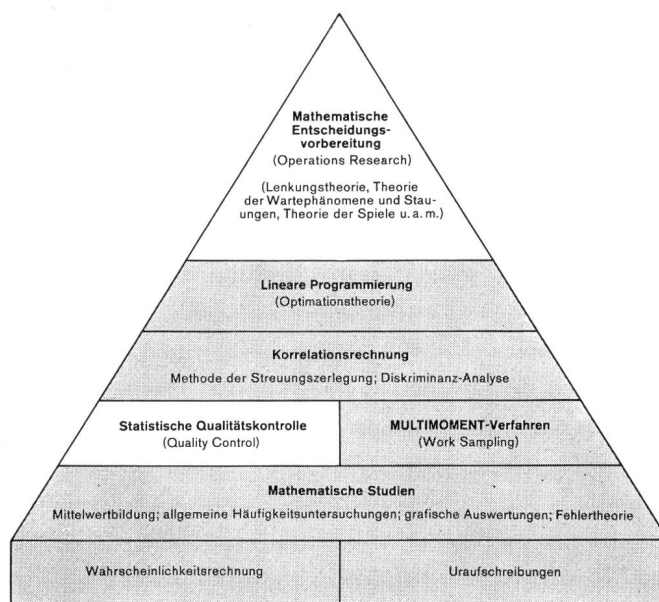 Mathematische
Entscheidungs-
vorbereitung
(Operations Research)
(Lenkungstheorie, Theorie
der Wartephänomene und Stau-
ungen, Theorie der Spiele u. a. m.)
Lineare Programmierung
(Optimationstheorie)
Korrelationsrechnung
Methode der Streuungszerlegung; Diskriminanz-Analyse
Statistische Qualitätskontrolle
(Quality Control)
MULTIMOMENT-Verfahren
(Work Sampling)
Mathematische Studien
Mittelwertbildung; allgemeine Häufigkeitsuntersuchungen; grafische Auswertungen; Fehlertheorie
Wahrscheinlichkeitsrechnung
Uraufschreibungen